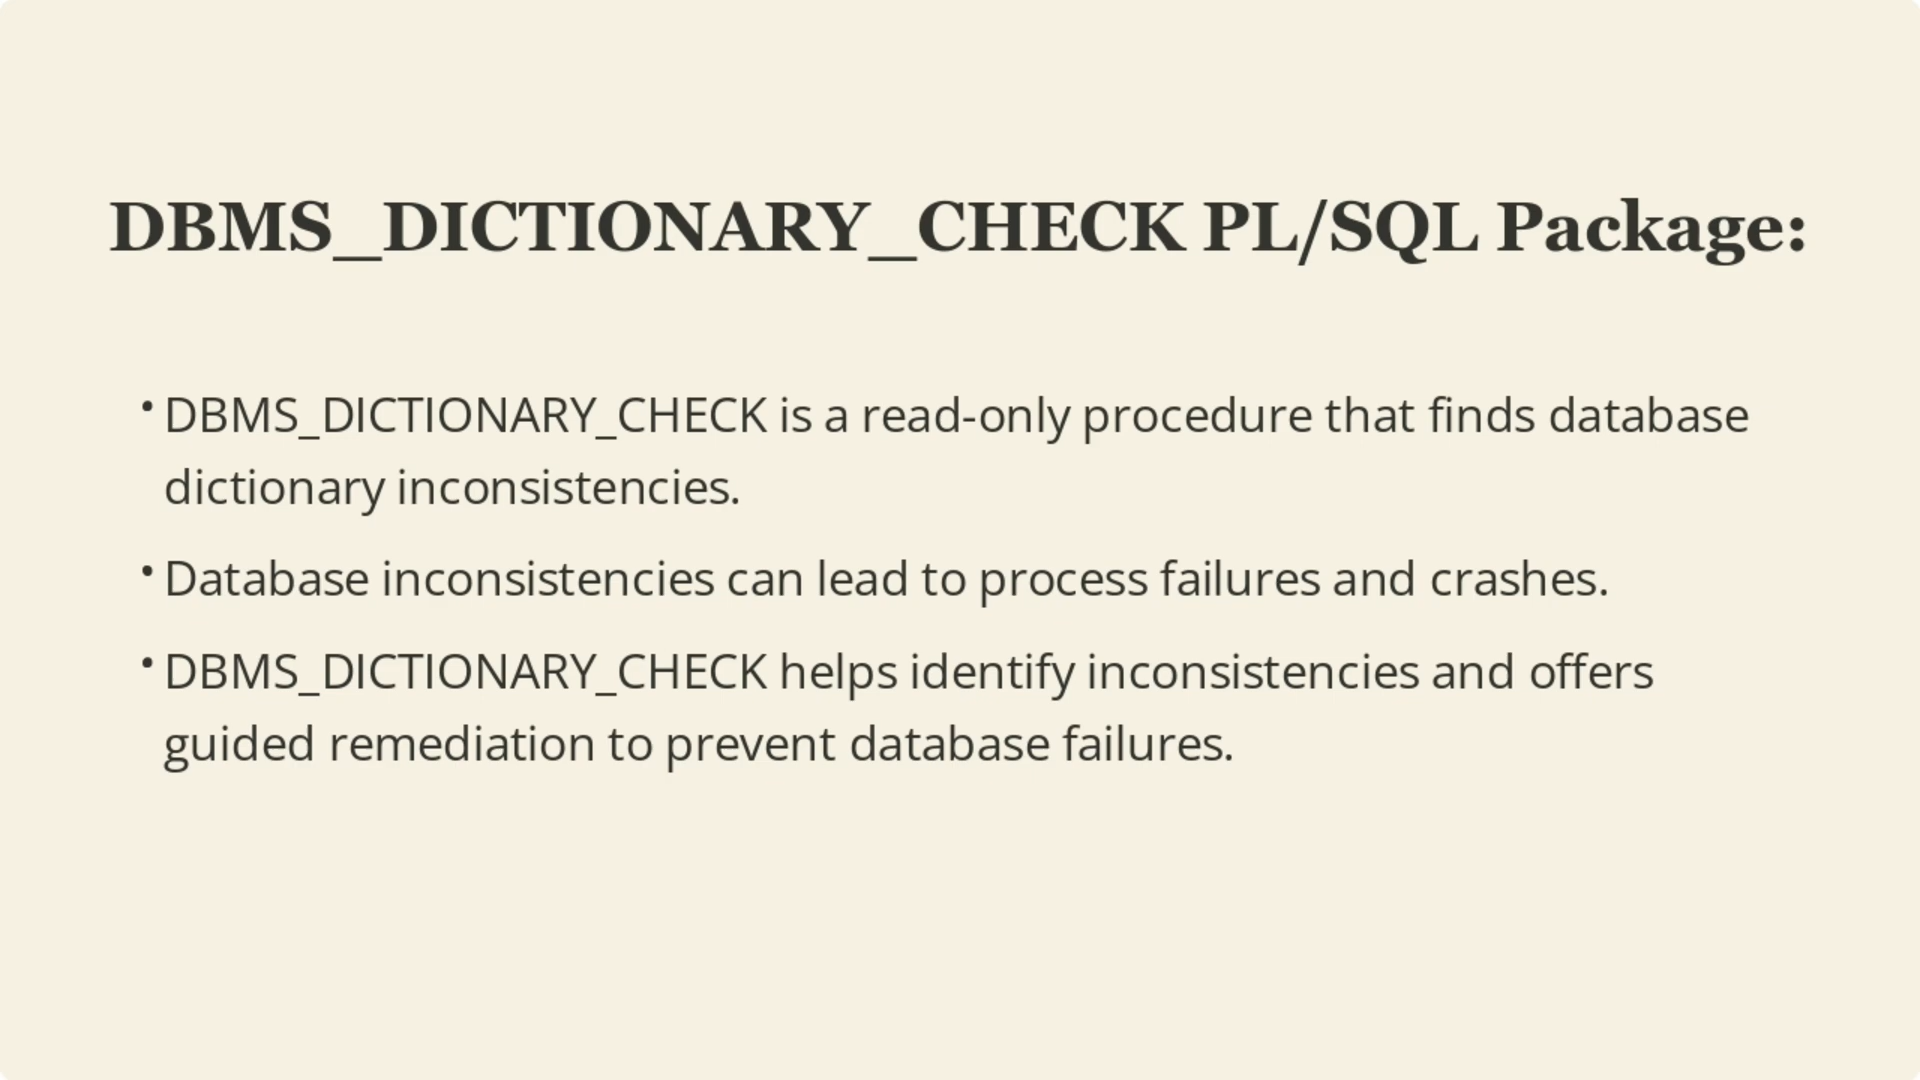 DBMS_DICTIONARY_CHECK PL/SQL Package:
• DBMS_DICTIONARY_CHECK is a read-only procedure that finds database
dictionary inconsistencies.
• Database inconsistencies can lead to process failures and crashes.
• DBMS_DICTIONARY_CHECK helps identify inconsistencies and offers
guided remediation to prevent database failures.